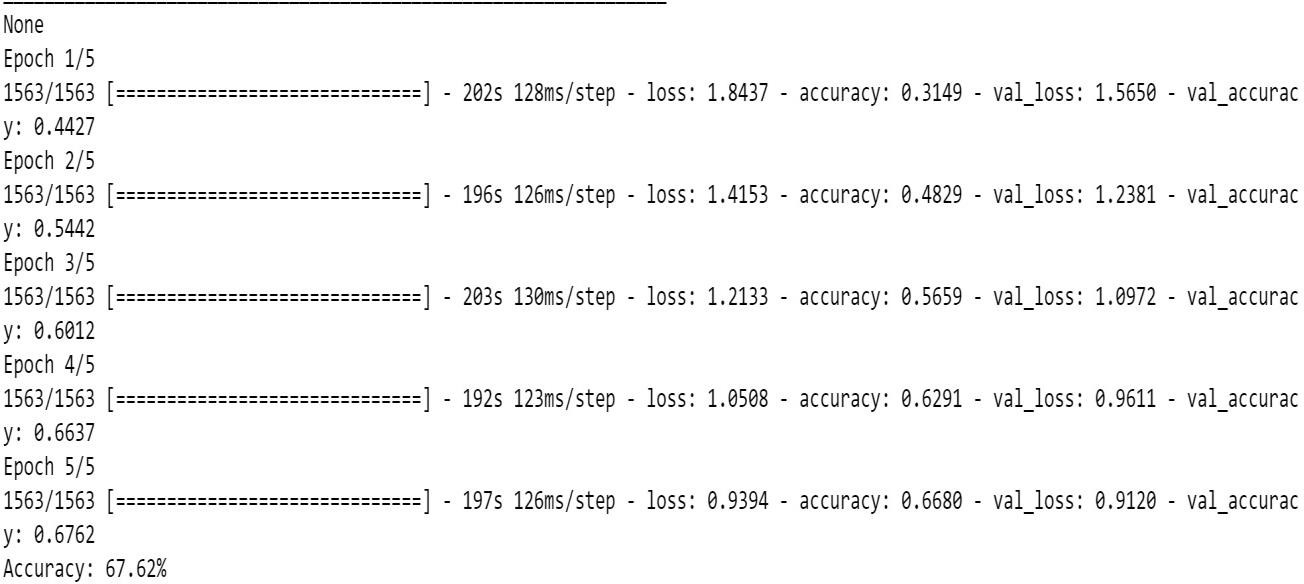 None
Epoch 1/5
1563/1563 [==============================] - 202s 128ms/step - loss: 1.8437 - accuracy: 0.3149 - val_loss: 1.5650 - val_accurac
y: 0.4427
Epoch 2/5
1563/1563 [==============================] - 196s 126ms/step - loss: 1.4153 - accuracy: 0.4829 - val_loss: 1.2381 - val_accurac
y: 0.5442
Epoch 3/5
1563/1563 [==============================] - 203s 130ms/step - loss: 1.2133 - accuracy: 0.5659 - val_loss: 1.0972 - val_accurac
y: 0.6012
Epoch 4/5
1563/1563 [==============================] - 192s 123ms/step - loss: 1.0508 - accuracy: 0.6291 - val_loss: 0.9611 - val_accurac
y: 0.6637
Epoch 5/5
1563/1563 [==============================] - 197s 126ms/step - loss: 0.9394 - accuracy: 0.6680 - val_loss: 0.9120 - val_accurac
y: 0.6762
Accuracy: 67.62%